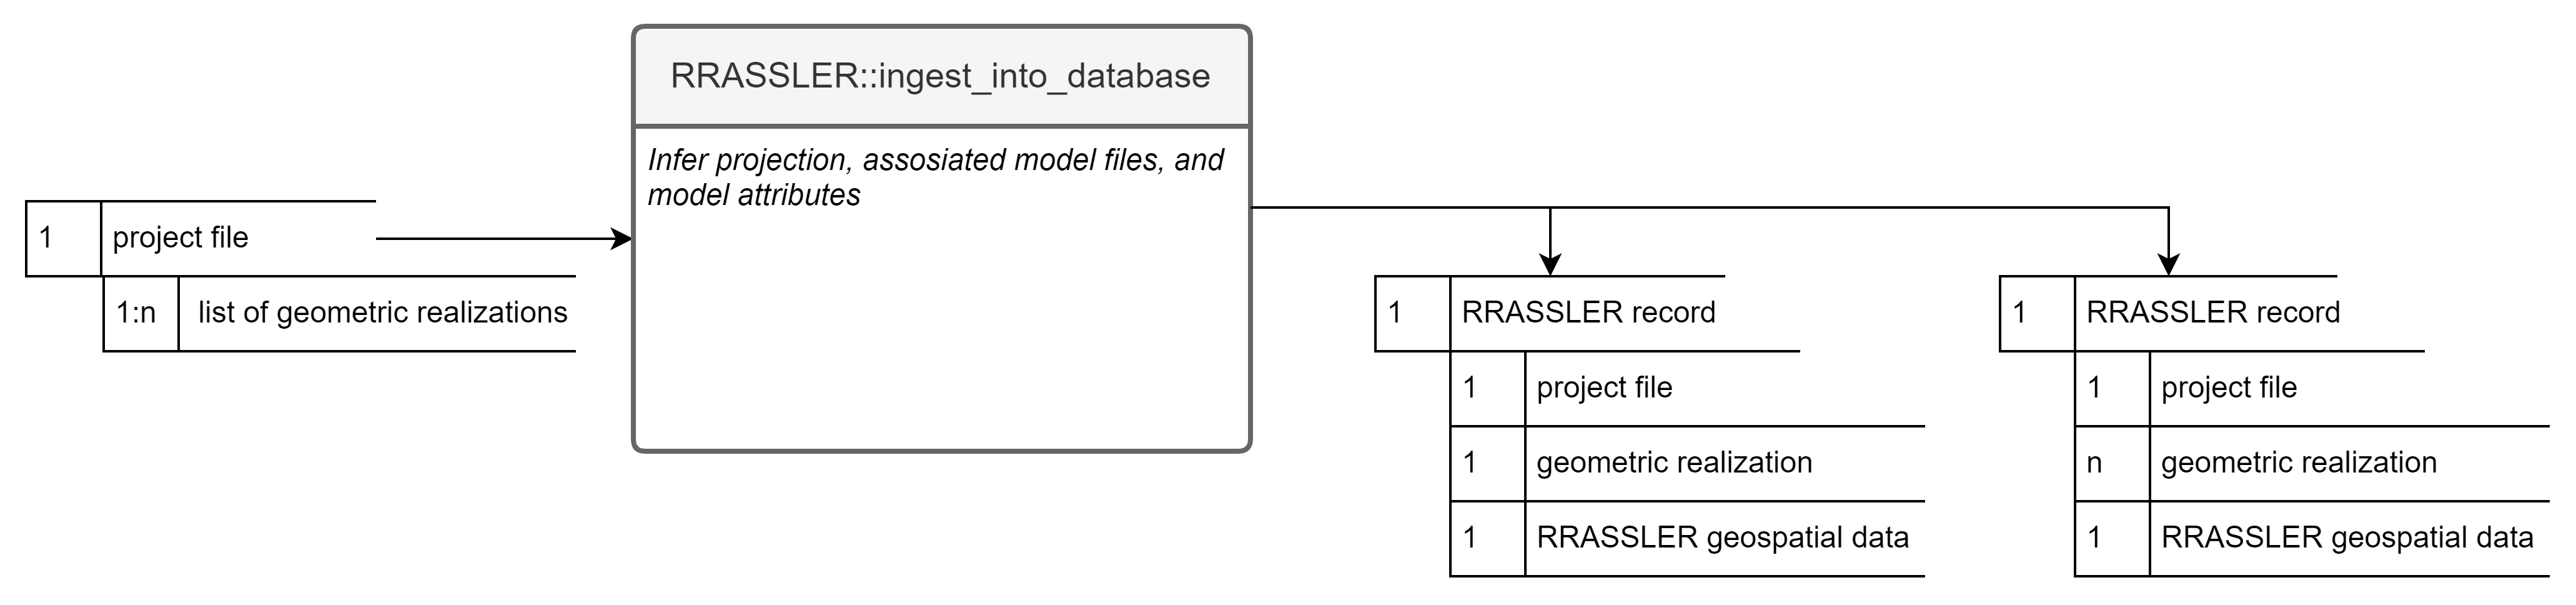 RRASSLER::ingest_into_database
Infer projection, assosiated model files, and
model attributes
1 project file
1:n list of geometric realizations
1 RRASSLER record
1 project file
1 geometric realization
1 RRASSLER geospatial data
1 RRASSLER record
1 project file
n geometric realization
1 RRASSLER geospatial data